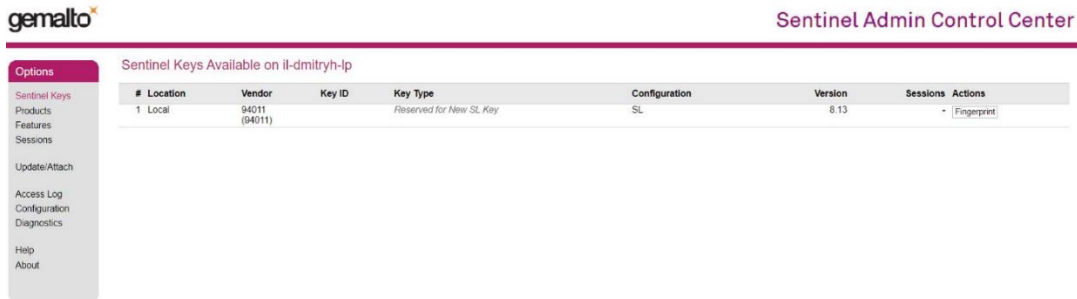 gemalto
Sentinel Admin Control Center
Options
Sentinel Keys
Products
Features
Sessions
Update/Attach
Access Log
Configuration
Diagnostics
Help
About
Sentinel Keys Available on il-dmitryh-lp
# Location Vendor Key ID Key Type Configuration Version Sessions Actions
1 Local 94011 Reserved for New SL Key SL 8.13 - Fingerprint
(94011)